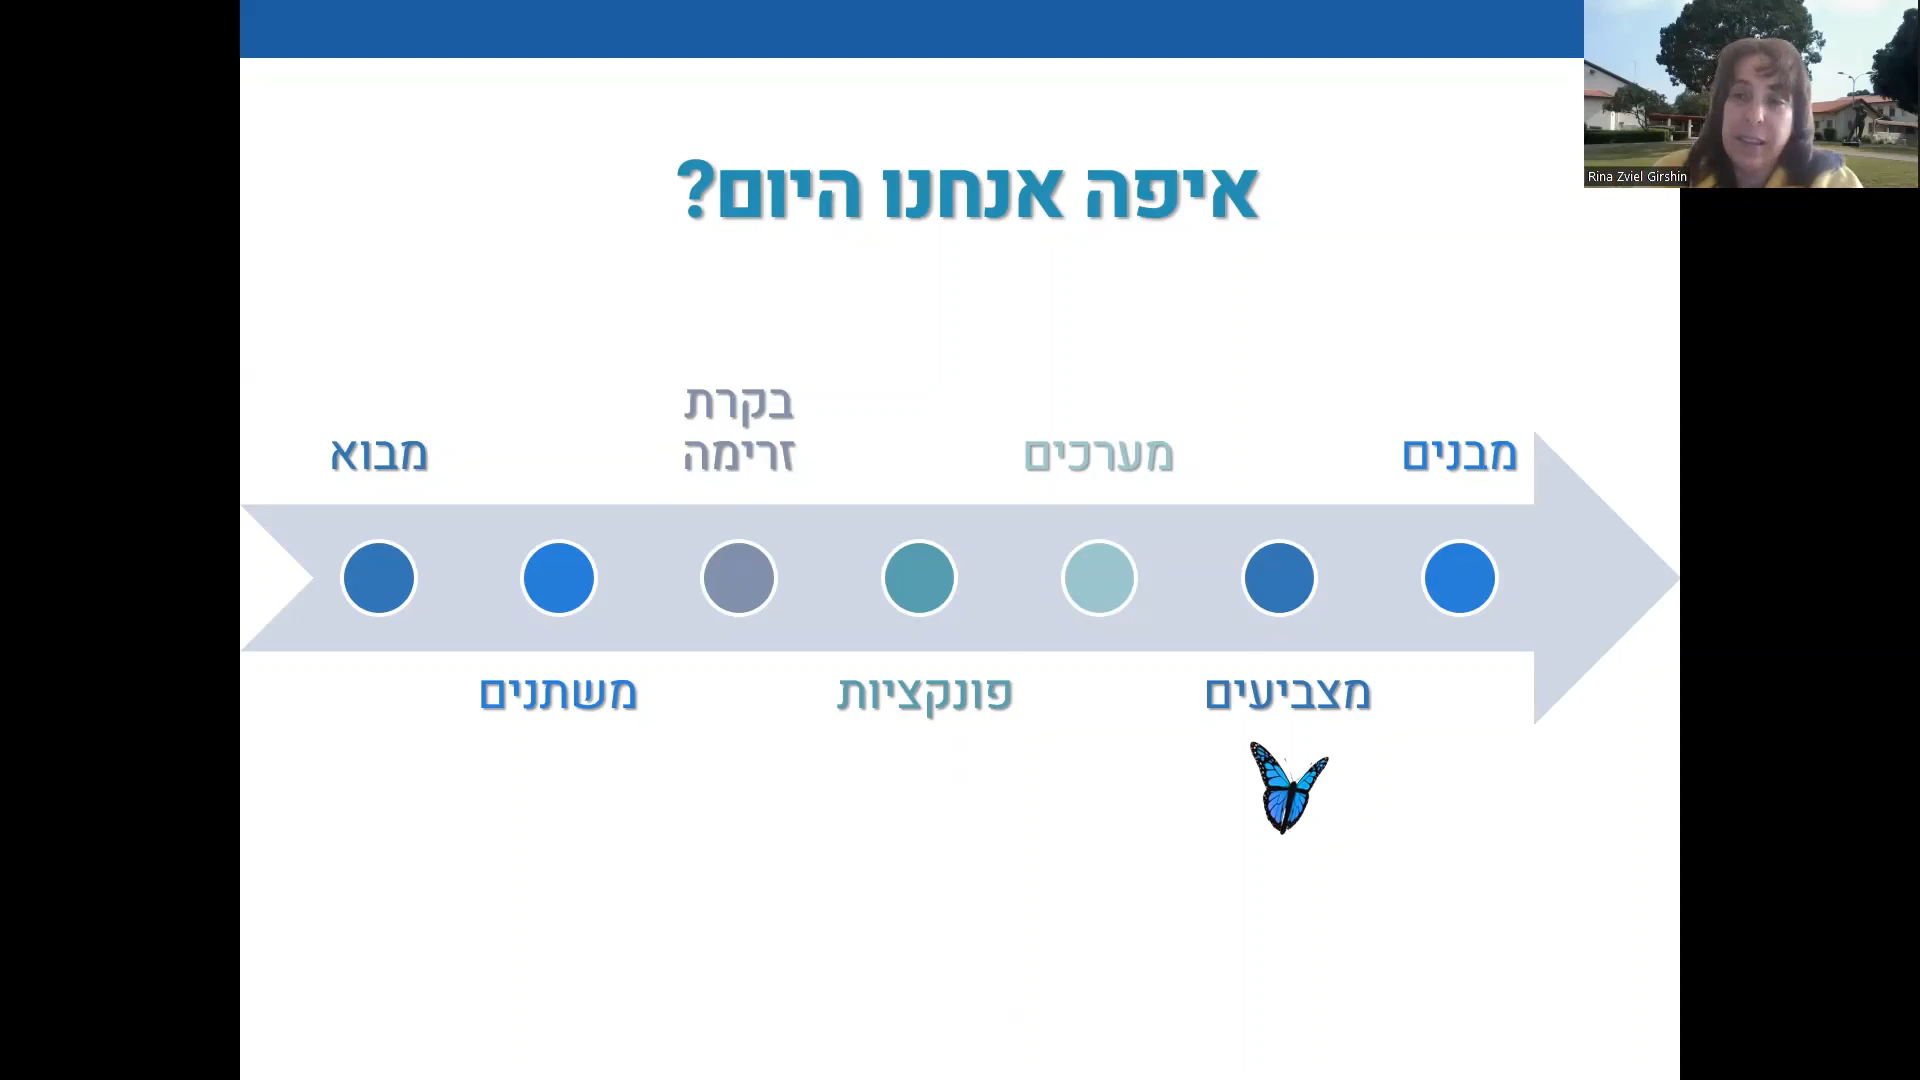 איפה אנחנו היום?
מבוא
משתנים
בקרת
זרימה
פונקציות
מערכים
מצביעים
מבנים
Rina Zviel Girshin